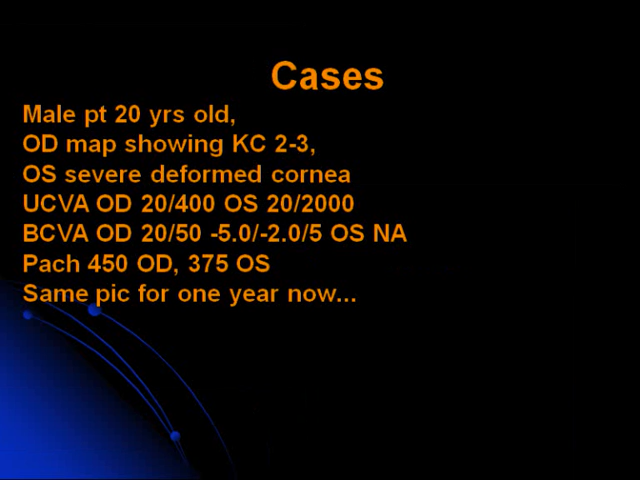 Cases
Male pt 20 yrs old,
OD map showing KC 2-3,
OS severe deformed cornea
UCVA OD 20/400 OS 20/2000
BCVA OD 20/50 -5.0/-2.0/5 OS NA
Pach 450 OD, 375 OS
Same pic for one year now...